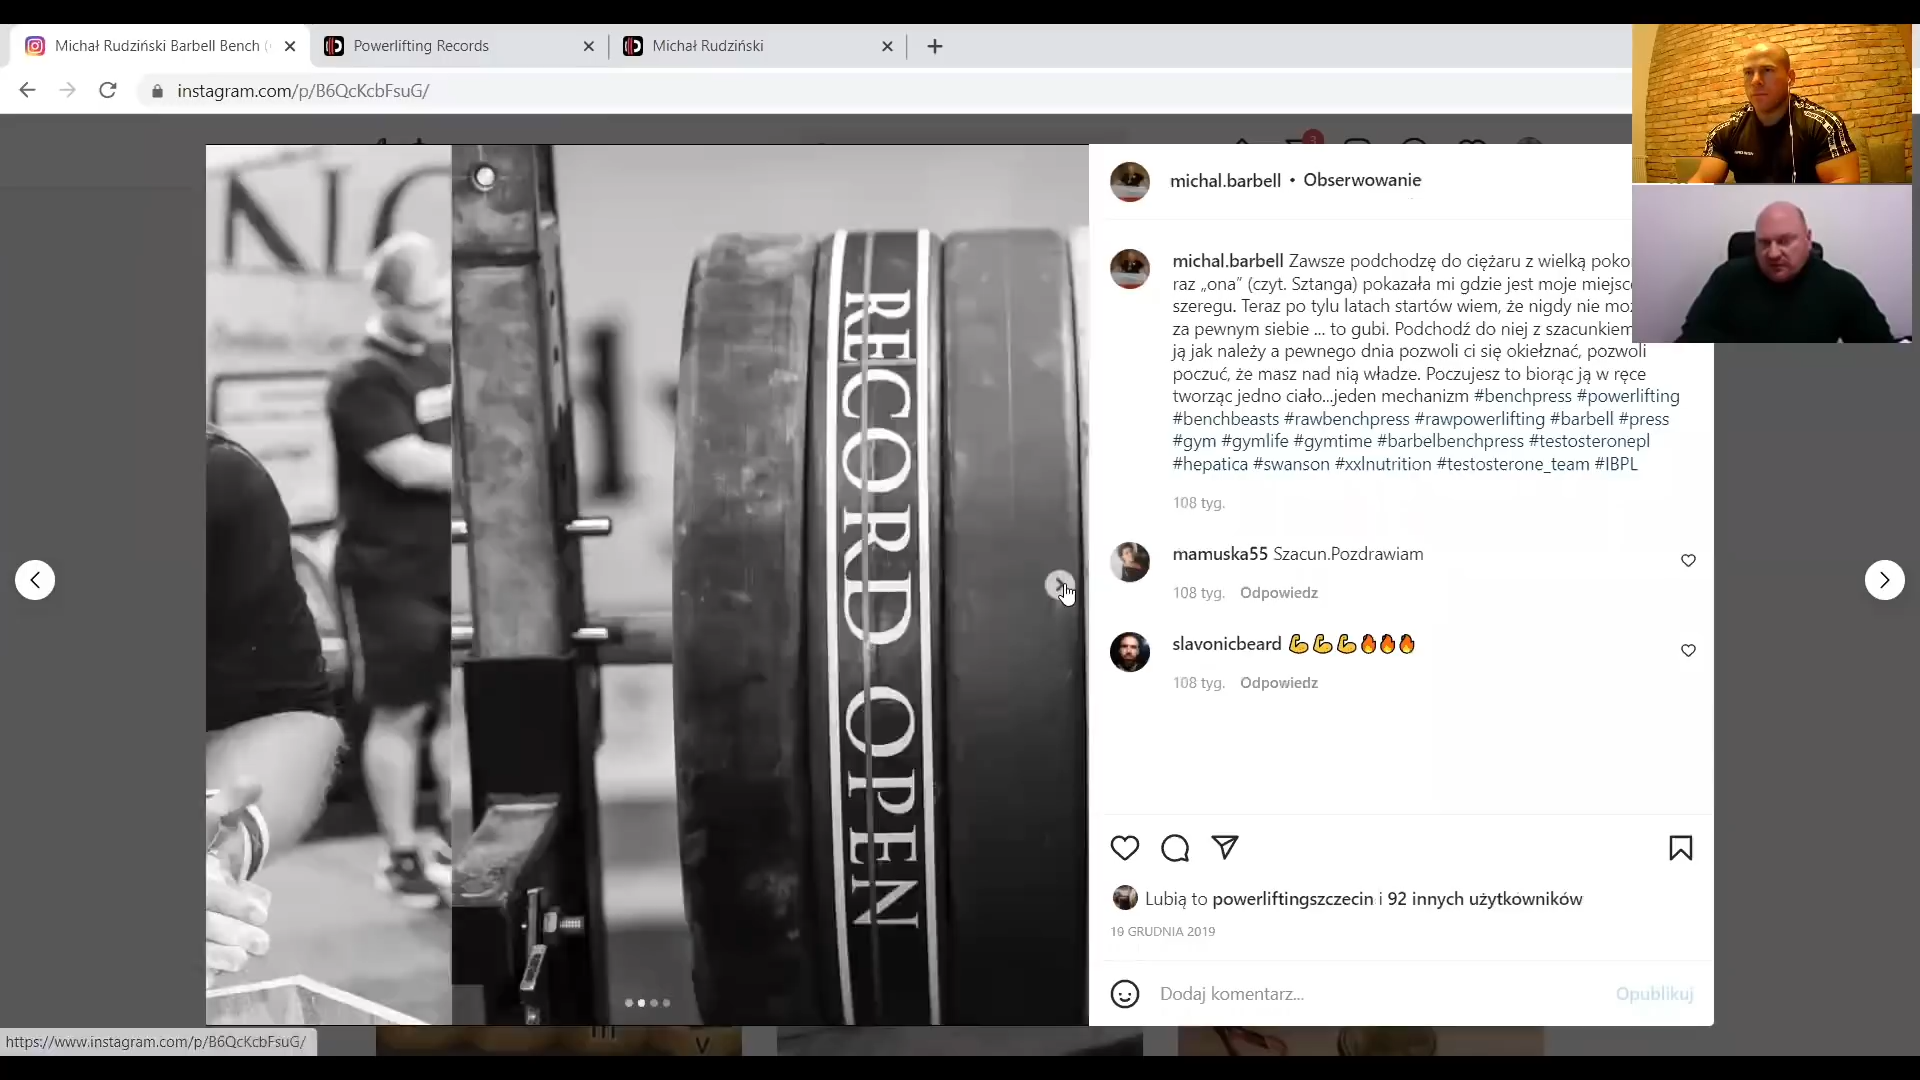 Michał Rudziński Barbell Bench (
Powerlifting Records
Michał Rudziński
instagram.com/p/B6QcKcbFsuG/
3
RECORD OPEN
michal.barbell • Obserwowanie
michal.barbell Zawsze podchodzę do ciężaru z wielką
raz „ona” (czyt. Sztanga) pokazała mi gdzie jest moje
szeregu. Teraz po tylu latach startów wiem, że nigdy nie
za pewnym siebie ... to gubi. Podchodź do niej z szacunkiem
ją jak należy a pewnego dnia pozwoli ci się okiełznać, pozwoli
poczuć, że masz nad nią władze. Poczujesz to biorąc ją w ręce
tworząc jedno ciało...jeden mechanizm #benchpress #powerlifting
#benchbeasts #rawbenchpress #rawpowerlifting #barbell #press
#gym #gymlife #gymtime #barbelbenchpress #testosteronepl
#hepatica #swanson #xxlnutrition #testosterone_team #IBPL
108 tyg.
mamuska55 Szacun.Pozdrawiam
108 tyg. Odpowiedz
slavonicbeard 💪💪💪🔥🔥🔥
108 tyg. Odpowiedz
Lubią to powerliftingszczecin i 92 innych użytkowników
19 GRUDNIA 2019
Dodaj komentarz...
Opublikuj
https://www.instagram.com/p/B6QcKcbFsuG/